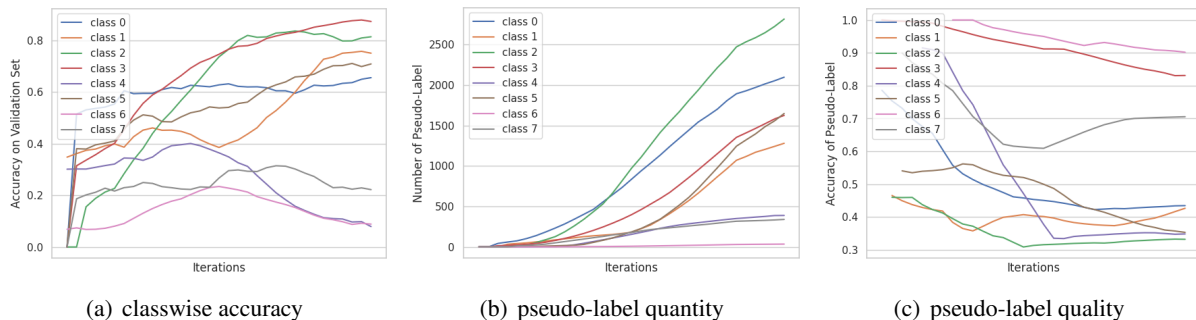 class 0
class 1
class 2
class 3
class 4
class 5
class 6
class 7
0.8
0.6
0.4
0.2
0.0
Accuracy on Validation Set
Iterations
(a) classwise accuracy
class 0
class 1
class 2
class 3
class 4
class 5
class 6
class 7
2500
2000
1500
1000
500
0
Number of Pseudo-Label
Iterations
(b) pseudo-label quantity
class 0
class 1
class 2
class 3
class 4
class 5
class 6
class 7
1.0
0.9
0.8
0.7
0.6
0.5
0.4
0.3
Accuracy of Pseudo-Label
Iterations
(c) pseudo-label quality